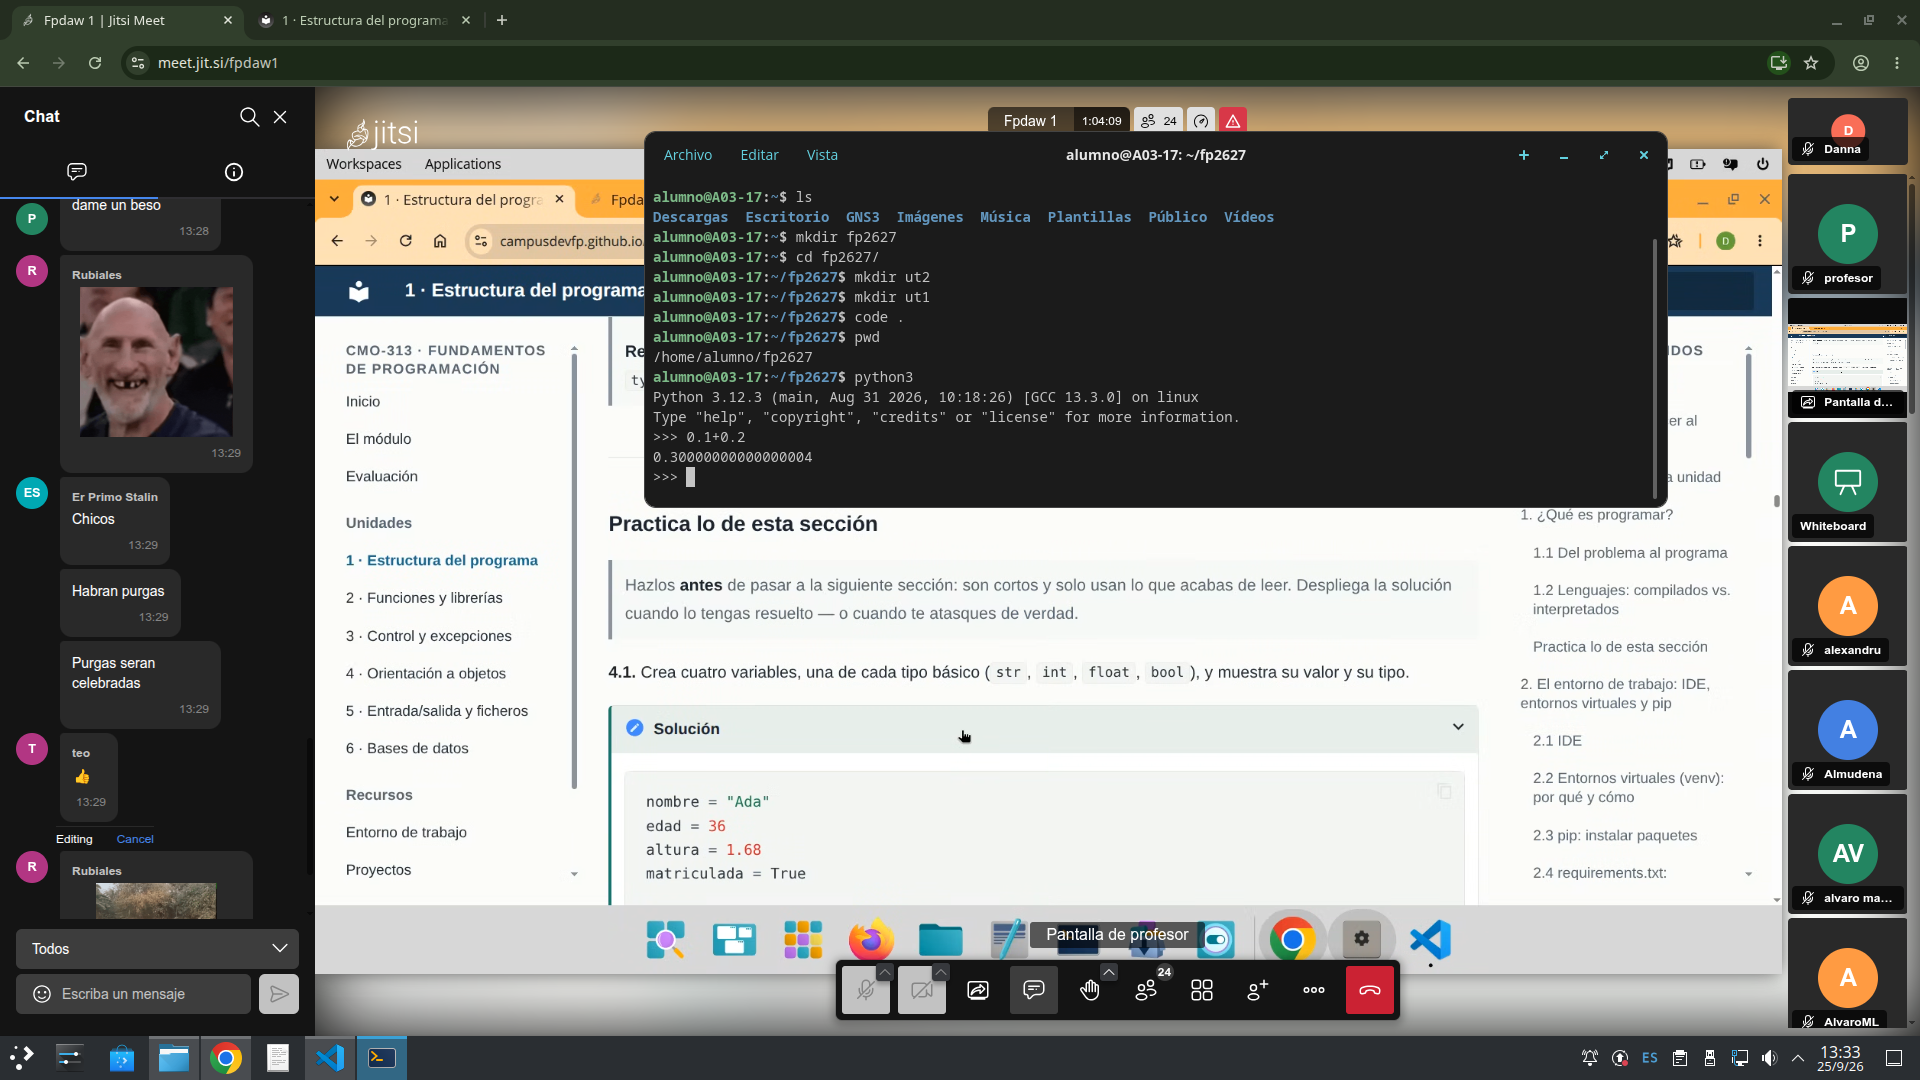 Fpdaw 1 | Jitsi Meet
1 · Estructura del programa
meet.jit.si/fpdaw1
Chat
P
dame un beso
13:28
R
Rubiales
13:29
ES
Er Primo Stalin
Chicos
13:29
Habran purgas
13:29
Purgas seran
celebradas
13:29
T
teo
👍
13:29
Editing Cancel
R
Rubiales
Todos
Escriba un mensaje
jitsi
Fpdaw 1
1:04:09
24
Workspaces Applications
1 · Estructura del progra
Fpda
campusdevfp.github.io
D
1 · Estructura del programa
Archivo Editar Vista
alumno@A03-17: ~/fp2627
alumno@A03-17:~$ ls
Descargas Escritorio GNS3 Imágenes Música Plantillas Público Vídeos
alumno@A03-17:~$ mkdir fp2627
alumno@A03-17:~$ cd fp2627/
alumno@A03-17:~/fp2627$ mkdir ut2
alumno@A03-17:~/fp2627$ mkdir ut1
alumno@A03-17:~/fp2627$ code .
alumno@A03-17:~/fp2627$ pwd
/home/alumno/fp2627
alumno@A03-17:~/fp2627$ python3
Python 3.12.3 (main, Aug 31 2026, 10:18:26) [GCC 13.3.0] on linux
Type "help", "copyright", "credits" or "license" for more information.
>>> 0.1+0.2
0.30000000000000004
>>>
CMO-313 · FUNDAMENTOS
DE PROGRAMACIÓN
Inicio
El módulo
Evaluación
Unidades
1 · Estructura del programa
2 · Funciones y librerías
3 · Control y excepciones
4 · Orientación a objetos
5 · Entrada/salida y ficheros
6 · Bases de datos
Recursos
Entorno de trabajo
Proyectos
Re
ty
Practica lo de esta sección
Hazlos antes de pasar a la siguiente sección: son cortos y solo usan lo que acabas de leer. Despliega la solución
cuando lo tengas resuelto — o cuando te atasques de verdad.
4.1. Crea cuatro variables, una de cada tipo básico ( str , int , float , bool ), y muestra su valor y su tipo.
Solución
nombre = "Ada"
edad = 36
altura = 1.68
matriculada = True
DOS
er al
a unidad
1. ¿Qué es programar?
1.1 Del problema al programa
1.2 Lenguajes: compilados vs.
interpretados
Practica lo de esta sección
2. El entorno de trabajo: IDE,
entornos virtuales y pip
2.1 IDE
2.2 Entornos virtuales (venv):
por qué y cómo
2.3 pip: instalar paquetes
2.4 requirements.txt:
Pantalla de profesor
24
D
Danna
P
profesor
Pantalla d...
Whiteboard
A
alexandru
A
Almudena
AV
alvaro ma...
A
AlvaroML
ES
13:33
25/9/26